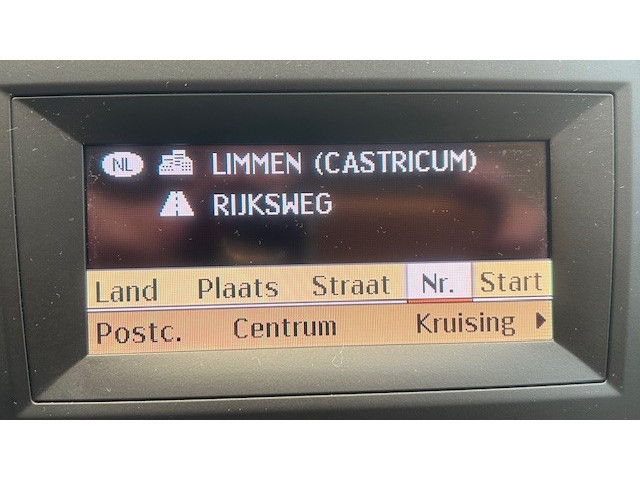 NL LIMMEN (CASTRICUM)
RIJKSWEG
Land Plaats Straat Nr. Start
Postc. Centrum Kruising